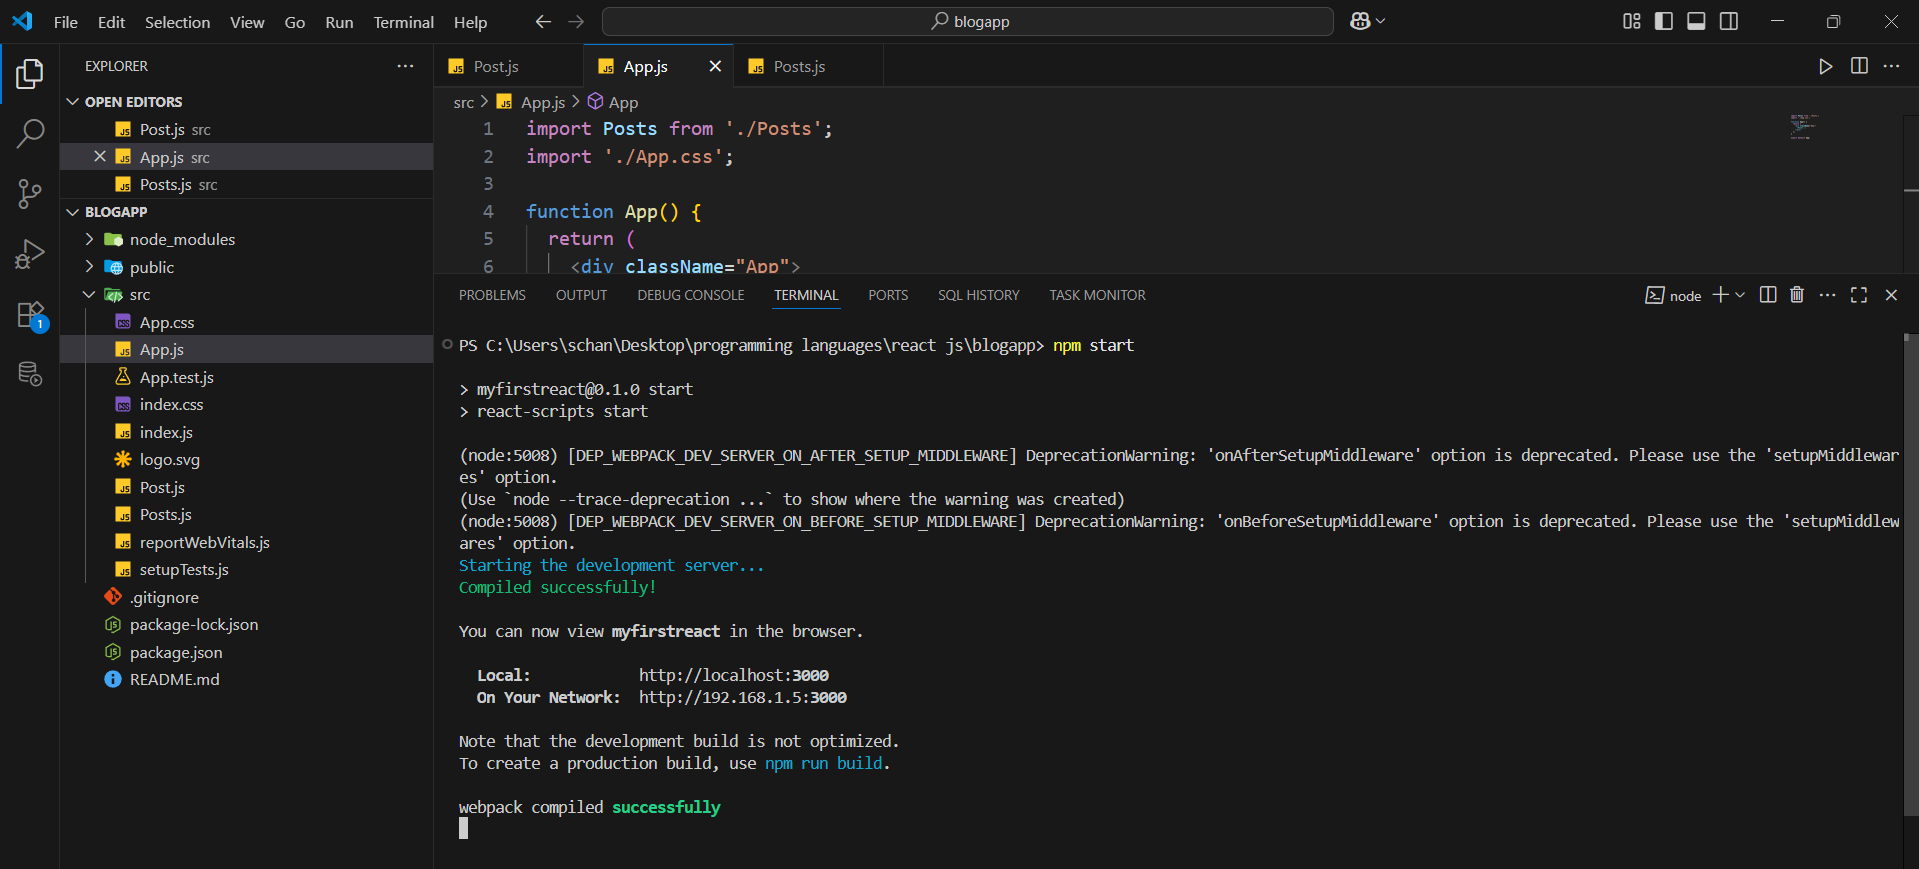 File Edit Selection View Go Run Terminal Help
blogapp
EXPLORER
OPEN EDITORS
Post.js src
App.js src
Posts.js src
BLOGAPP
node_modules
public
src
App.css
App.js
App.test.js
index.css
index.js
logo.svg
Post.js
Posts.js
reportWebVitals.js
setupTests.js
.gitignore
package-lock.json
package.json
README.md
1
Post.js App.js Posts.js
src > App.js > App
1 import Posts from './Posts';
2 import './App.css';
3
4 function App() {
5 return (
6 <div className="App">
PROBLEMS OUTPUT DEBUG CONSOLE TERMINAL PORTS SQL HISTORY TASK MONITOR
node
PS C:\Users\schan\Desktop\programming languages\react js\blogapp> npm start
> myfirstreact@0.1.0 start
> react-scripts start
(node:5008) [DEP_WEBPACK_DEV_SERVER_ON_AFTER_SETUP_MIDDLEWARE] DeprecationWarning: 'onAfterSetupMiddleware' option is deprecated. Please use the 'setupMiddlewar
es' option.
(Use `node --trace-deprecation ...` to show where the warning was created)
(node:5008) [DEP_WEBPACK_DEV_SERVER_ON_BEFORE_SETUP_MIDDLEWARE] DeprecationWarning: 'onBeforeSetupMiddleware' option is deprecated. Please use the 'setupMiddlew
ares' option.
Starting the development server...
Compiled successfully!
You can now view myfirstreact in the browser.
Local: http://localhost:3000
On Your Network: http://192.168.1.5:3000
Note that the development build is not optimized.
To create a production build, use npm run build.
webpack compiled successfully